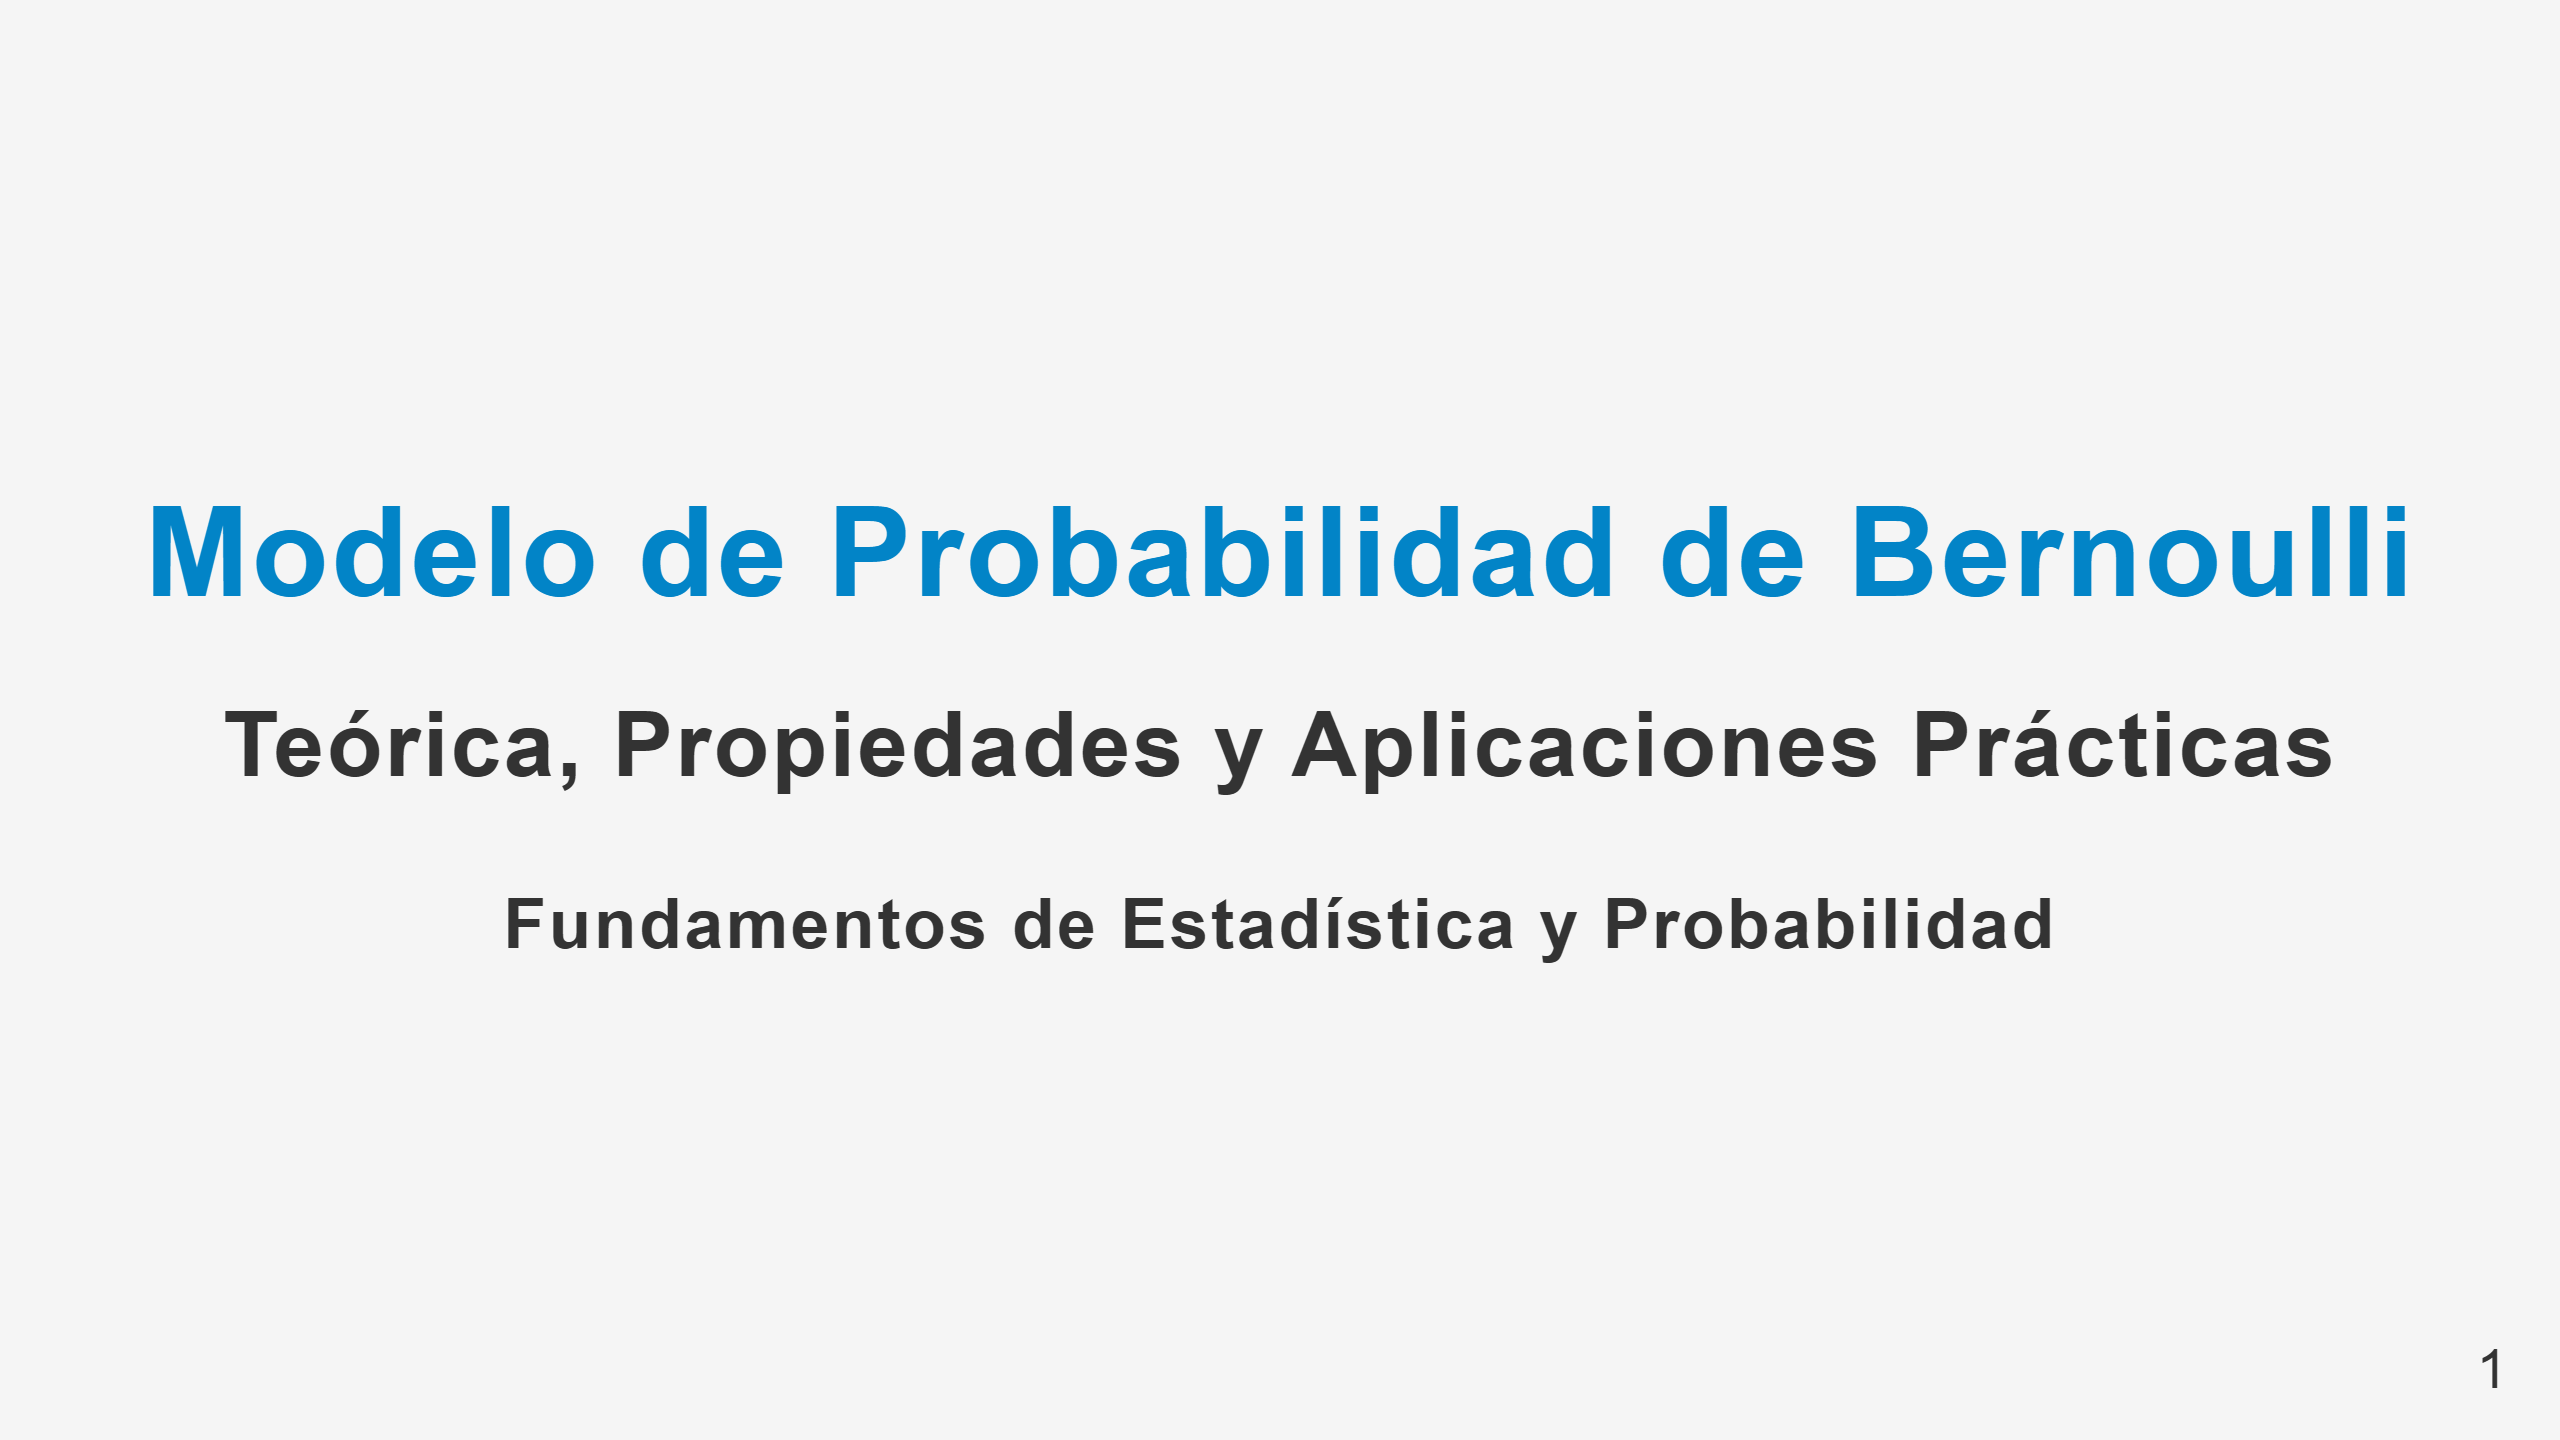 Modelo de Probabilidad de Bernoulli
Teórica, Propiedades y Aplicaciones Prácticas
Fundamentos de Estadística y Probabilidad
1